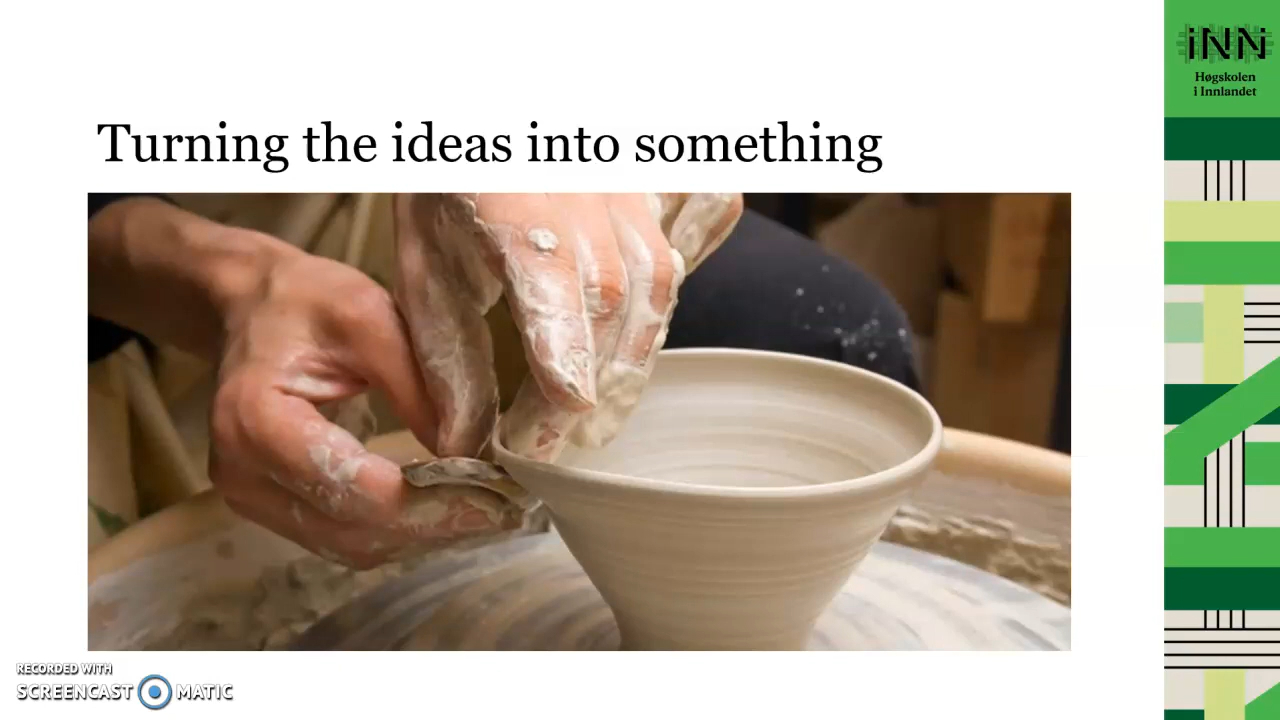 iNN
Høgskolen
i Innlandet
Turning the ideas into something
RECORDED WITH
SCREENCAST MATIC